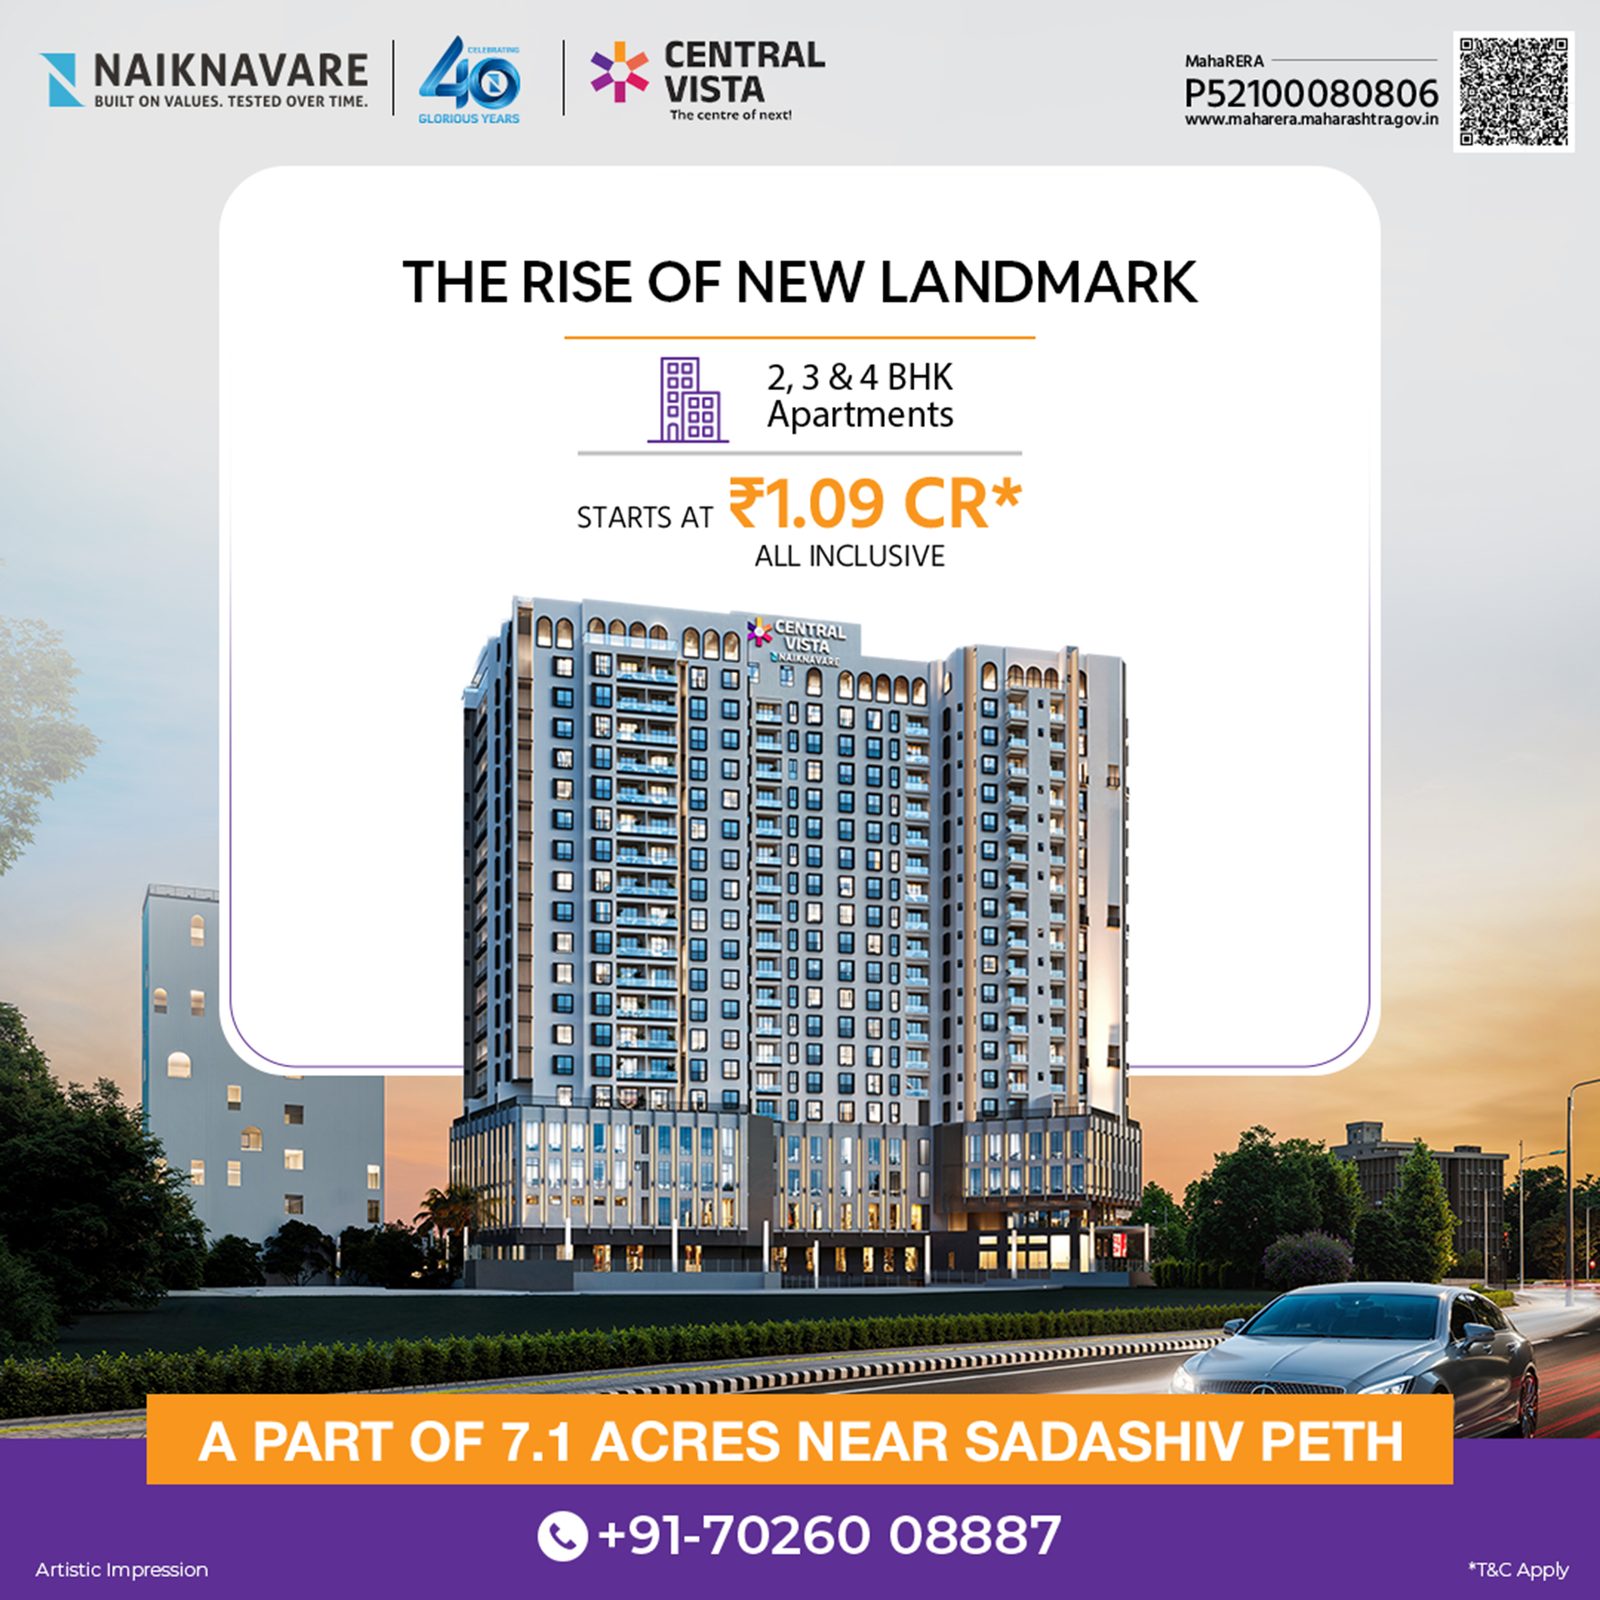 NAIKNAVARE
BUILT ON VALUES. TESTED OVER TIME.
CELEBRATING
40
GLORIOUS YEARS
CENTRAL
VISTA
The centre of next!
MahaRERA
P52100080806
www.maharera.maharashtra.gov.in
THE RISE OF NEW LANDMARK
2, 3 & 4 BHK
Apartments
STARTS AT ₹1.09 CR*
ALL INCLUSIVE
CENTRAL
VISTA
NAIKNAVARE
A PART OF 7.1 ACRES NEAR SADASHIV PETH
+91-70260 08887
Artistic Impression
*T&C Apply